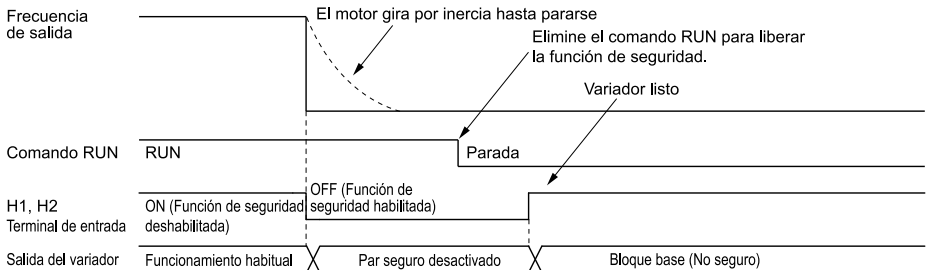 Frecuencia
de salida
El motor gira por inercia hasta pararse
Elimine el comando RUN para liberar
la función de seguridad.
Variador listo
Comando RUN
RUN
Parada
H1, H2
Terminal de entrada
ON (Función de seguridad
deshabilitada)
OFF (Función de
seguridad habilitada)
Salida del variador
Funcionamiento habitual
Par seguro desactivado
Bloque base (No seguro)